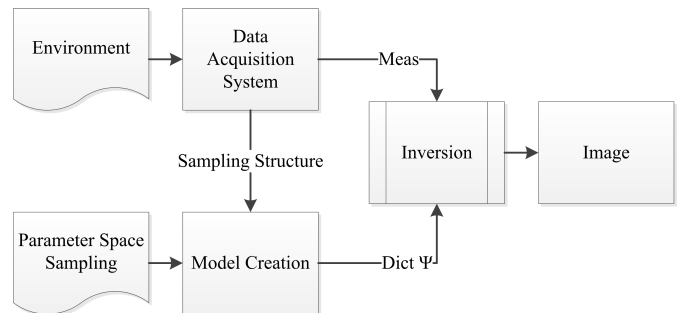 Environment
Data
Acquisition
System
Meas
Sampling Structure
Inversion
Image
Parameter Space
Sampling
Model Creation
Dict Ψ